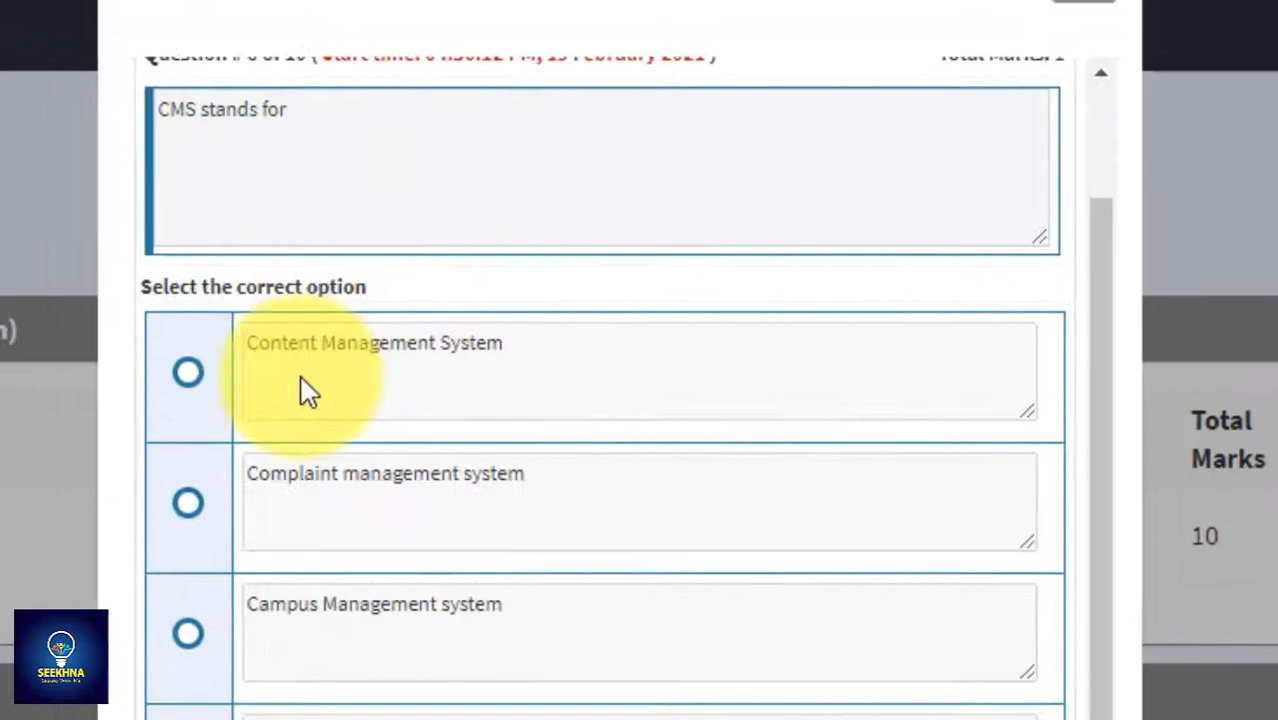 CMS stands for
Select the correct option
Content Management System
Complaint management system
Campus Management system
Total
Marks
10
SEEKHNA